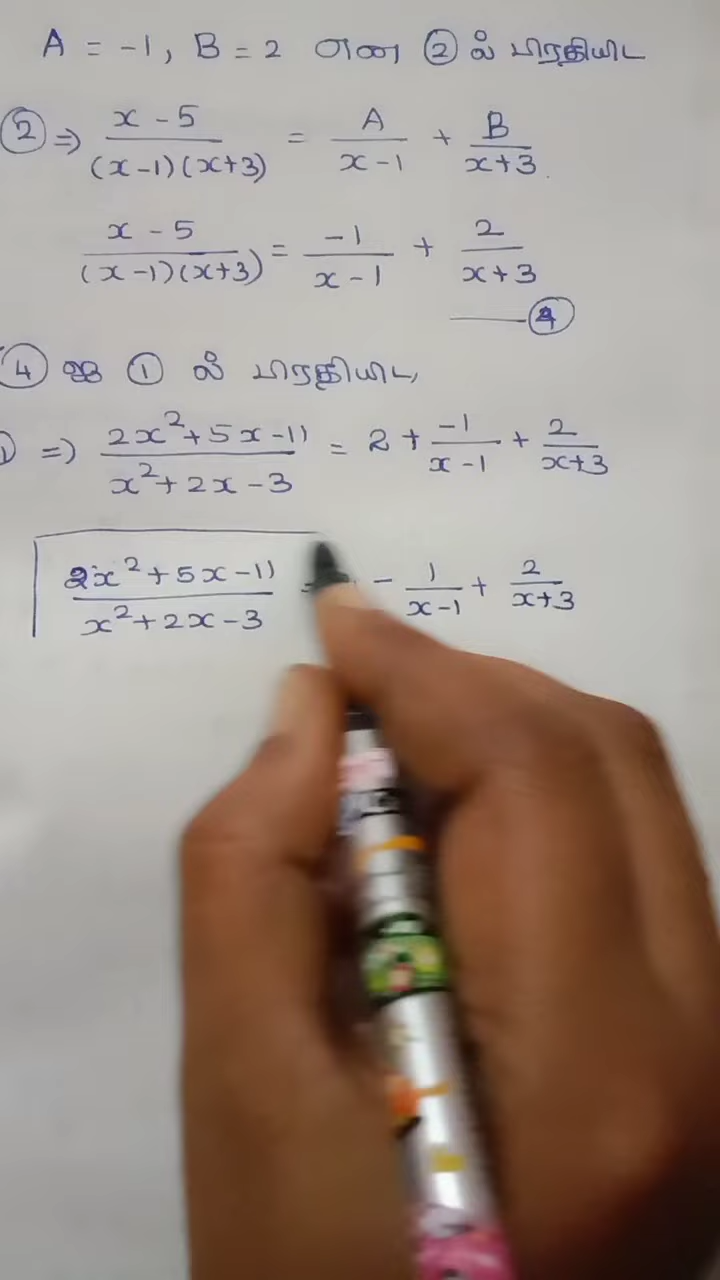 A = -1, B = 2 என ② ல் பிரதியிட
② ⇒ (x - 5)/((x-1)(x+3)) = A/(x-1) + B/(x+3)
(x - 5)/((x-1)(x+3)) = -1/(x-1) + 2/(x+3)
—— ④
④ ஐ ① ல் பிரதியிட,
① ⇒ (2x²+5x-11)/(x²+2x-3) = 2 + -1/(x-1) + 2/(x+3)
(2x²+5x-11)/(x²+2x-3) - 1/(x-1) + 2/(x+3)